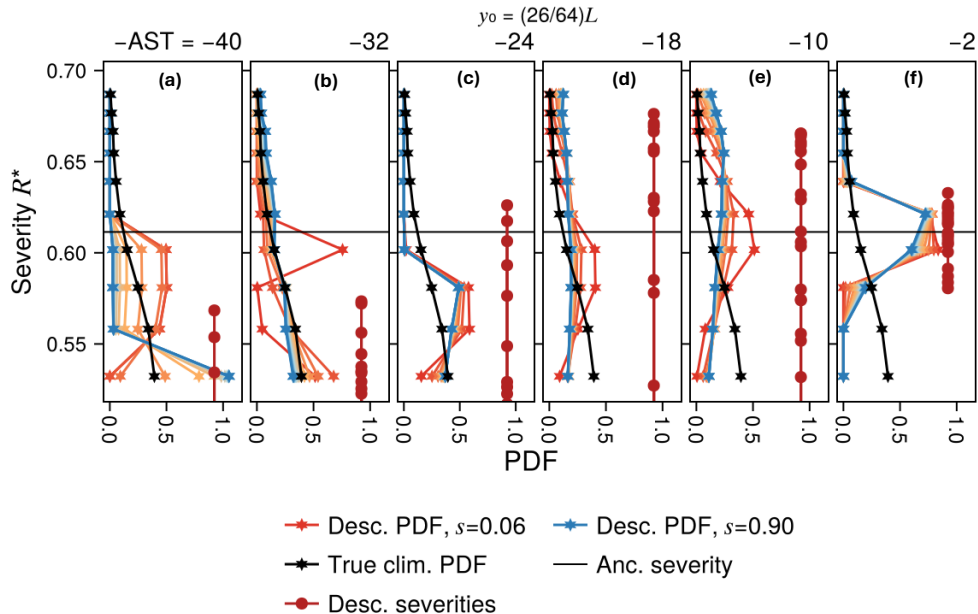 y₀ = (26/64)L
−AST = −40 −32 −24 −18 −10 −2
(a) (b) (c) (d) (e) (f)
0.70
0.65
0.60
0.55
Severity R*
0.0 0.5 1.0 0.0 0.5 1.0 0.0 0.5 1.0 0.0 0.5 1.0 0.0 0.5 1.0 0.0 0.5 1.0
PDF
Desc. PDF, s=0.06 Desc. PDF, s=0.90
True clim. PDF Anc. severity
Desc. severities